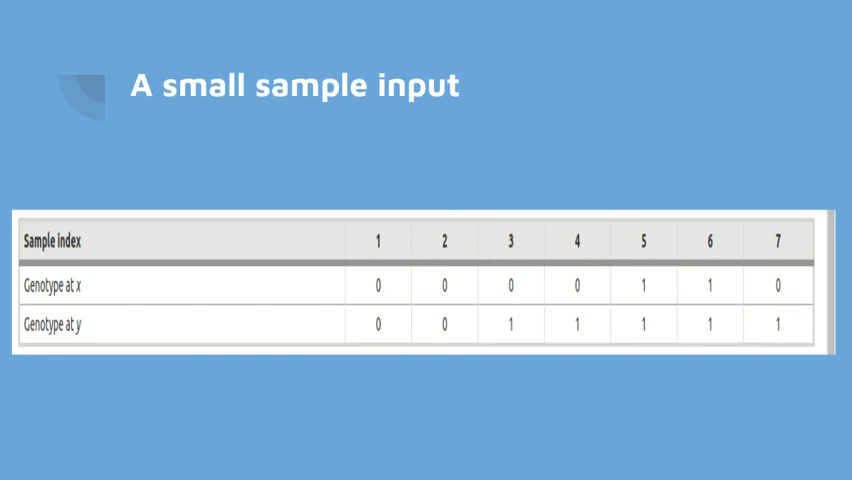 A small sample input
Sample index 1 2 3 4 5 6 7
Genotype at x 0 0 0 0 1 1 0
Genotype at y 0 0 1 1 1 1 1